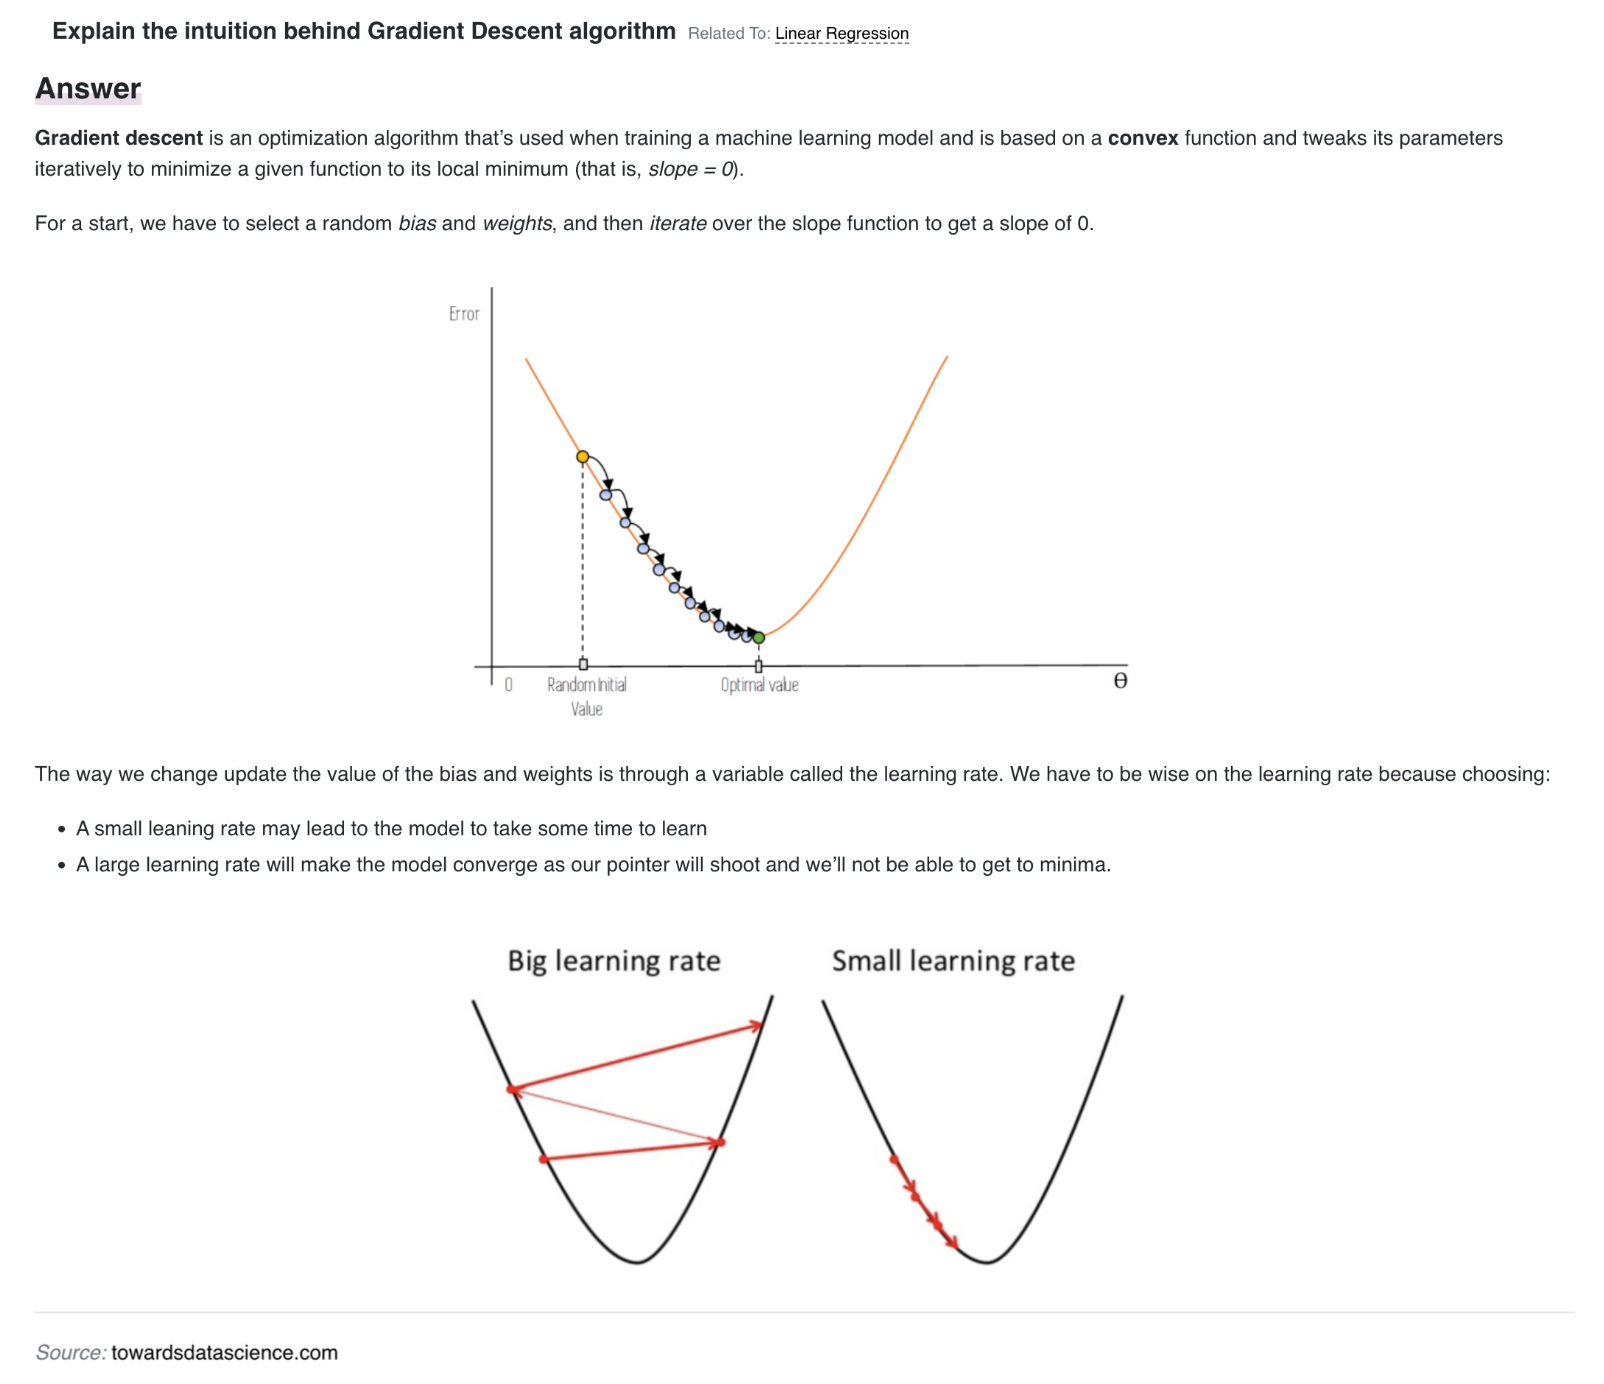 Explain the intuition behind Gradient Descent algorithm Related To: Linear Regression
Answer
Gradient descent is an optimization algorithm that’s used when training a machine learning model and is based on a convex function and tweaks its parameters
iteratively to minimize a given function to its local minimum (that is, slope = 0).
For a start, we have to select a random bias and weights, and then iterate over the slope function to get a slope of 0.
Error
0
Random Initial
Value
Optimal value
θ
The way we change update the value of the bias and weights is through a variable called the learning rate. We have to be wise on the learning rate because choosing:
• A small leaning rate may lead to the model to take some time to learn
• A large learning rate will make the model converge as our pointer will shoot and we’ll not be able to get to minima.
Big learning rate
Small learning rate
Source: towardsdatascience.com